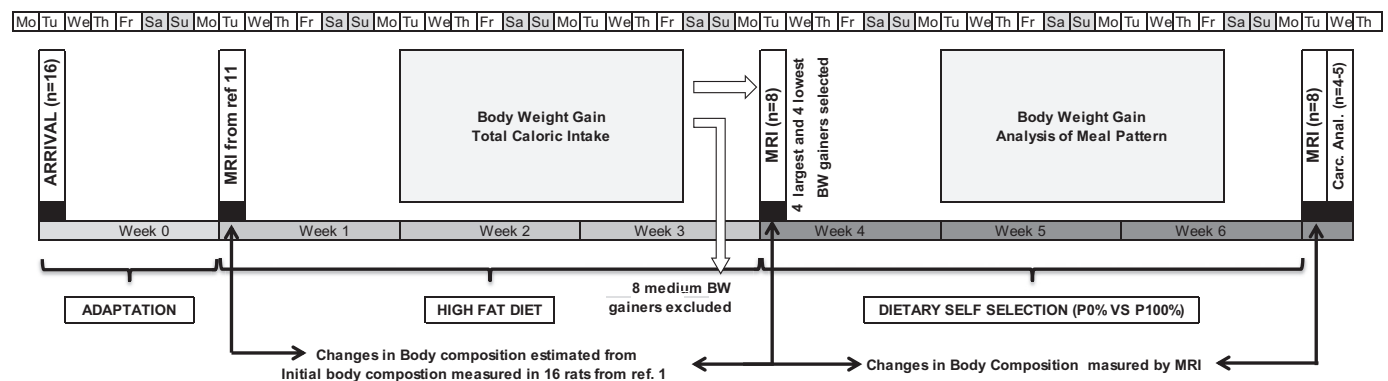 Mo Tu We Th Fr Sa Su Mo Tu We Th Fr Sa Su Mo Tu We Th Fr Sa Su Mo Tu We Th Fr Sa Su Mo Tu We Th Fr Sa Su Mo Tu We Th Fr Sa Su Mo Tu We Th Fr Sa Su Mo Tu We Th
ARRIVAL (n=16)
MRI from ref 11
Body Weight Gain
Total Caloric Intake
MRI (n=8)
4 largest and 4 lowest
BW gainers selected
Body Weight Gain
Analysis of Meal Pattern
MRI (n=8)
Carc. Anal. (n=4-5)
Week 0 Week 1 Week 2 Week 3 Week 4 Week 5 Week 6
8 medium BW
gainers excluded
ADAPTATION
HIGH FAT DIET
DIETARY SELF SELECTION (P0% VS P100%)
Changes in Body composition estimated from
Initial body compostion measured in 16 rats from ref. 1
Changes in Body Composition masured by MRI